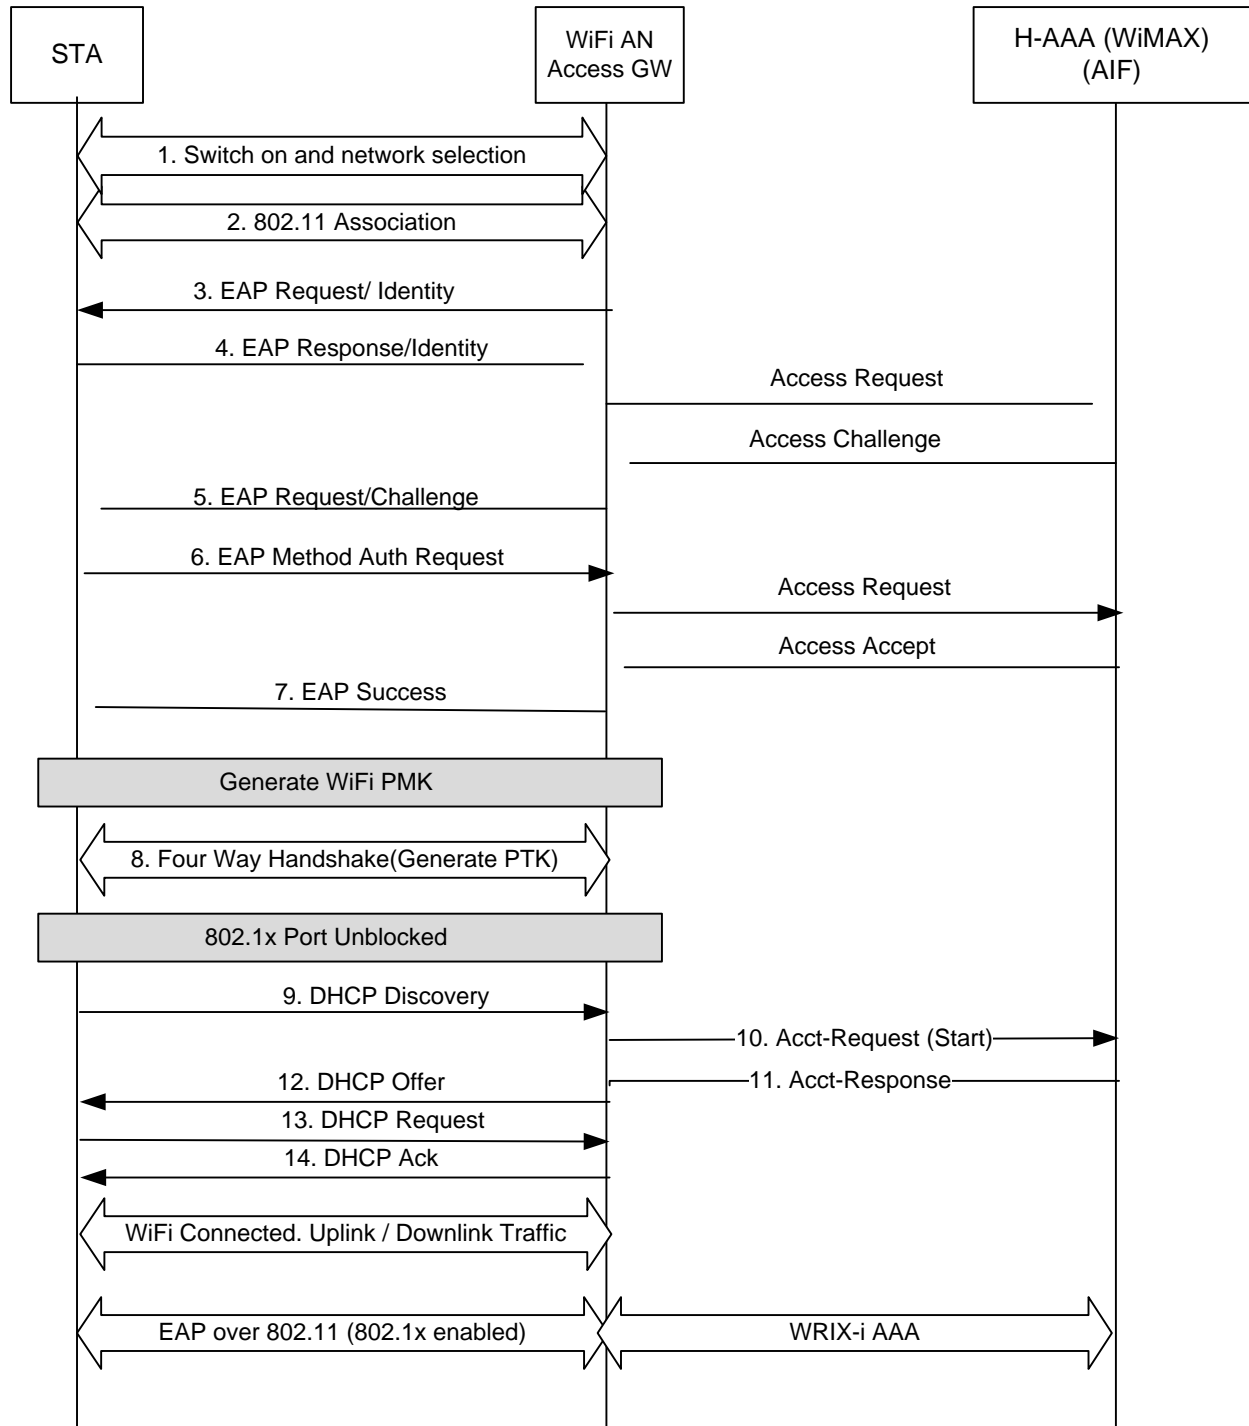 STA
WiFi AN
Access GW
H-AAA (WiMAX)
(AIF)
1. Switch on and network selection
2. 802.11 Association
3. EAP Request/ Identity
4. EAP Response/Identity
Access Request
Access Challenge
5. EAP Request/Challenge
6. EAP Method Auth Request
Access Request
Access Accept
7. EAP Success
Generate WiFi PMK
8. Four Way Handshake(Generate PTK)
802.1x Port Unblocked
9. DHCP Discovery
10. Acct-Request (Start)
12. DHCP Offer
11. Acct-Response
13. DHCP Request
14. DHCP Ack
WiFi Connected. Uplink / Downlink Traffic
EAP over 802.11 (802.1x enabled)
WRIX-i AAA